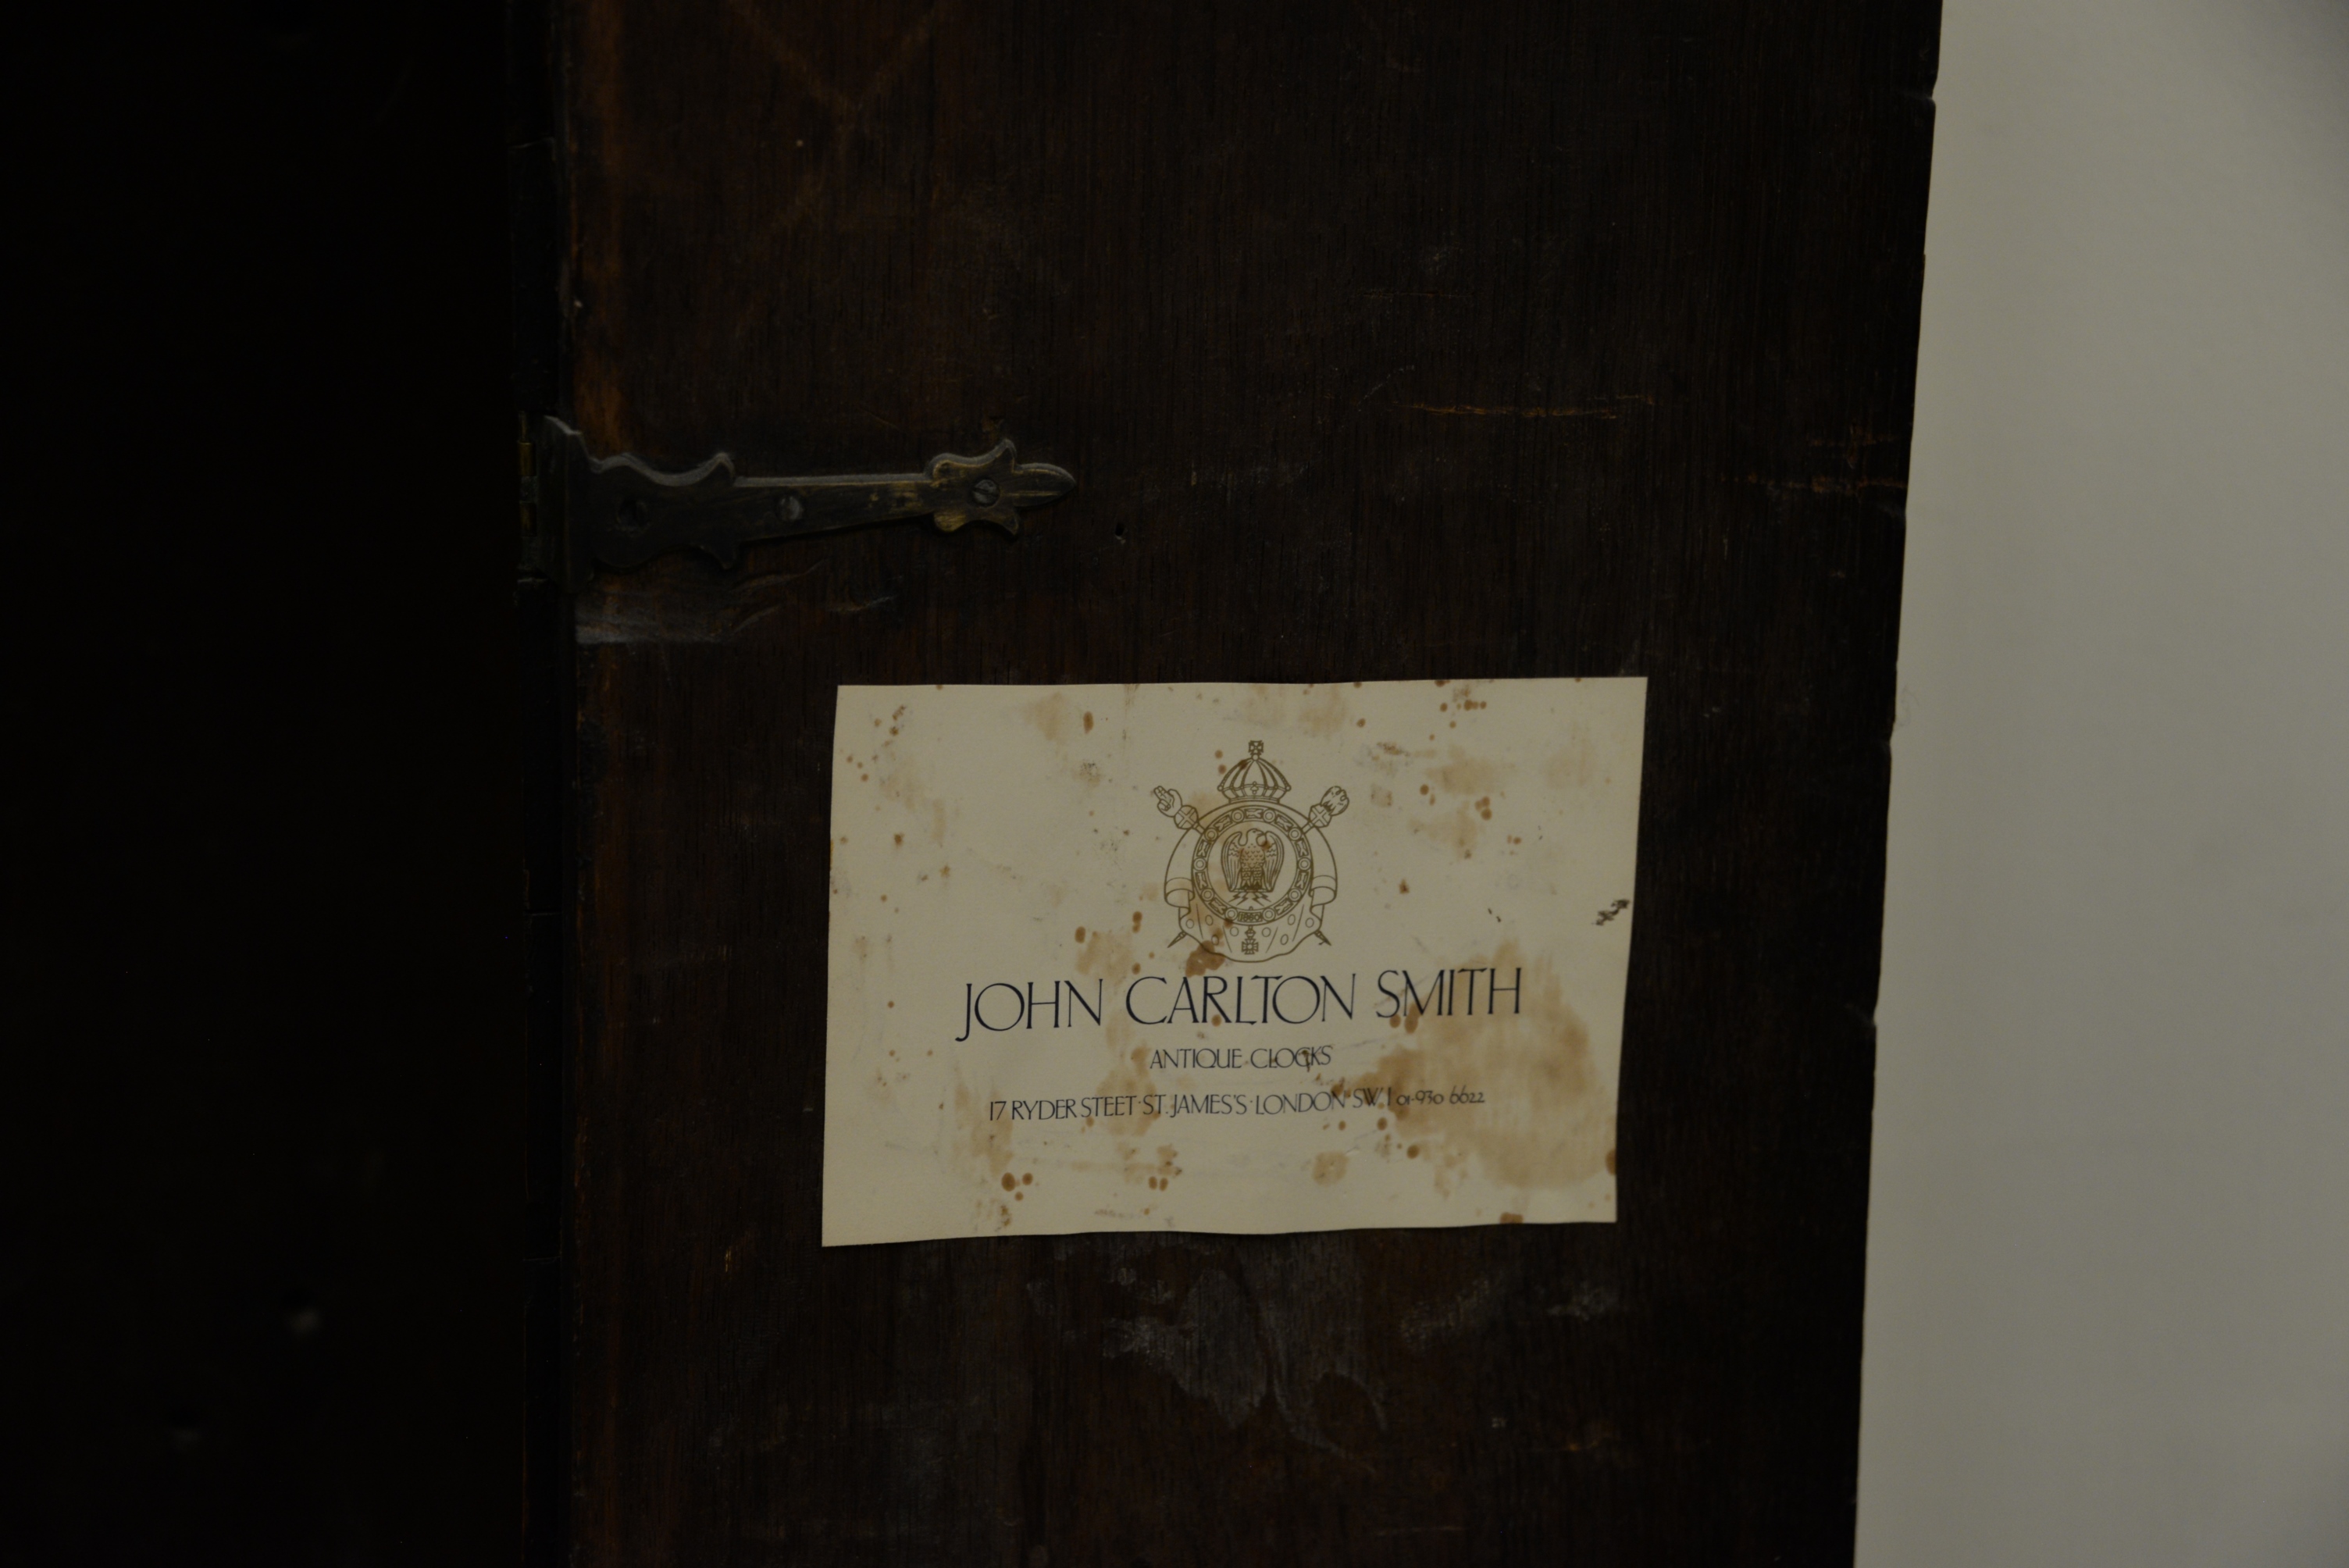 JOHN CARLTON SMITH
ANTIQUE CLOCKS
17 RYDER STEET·ST. JAMES'S·LONDON·SW.1 01-930 6622